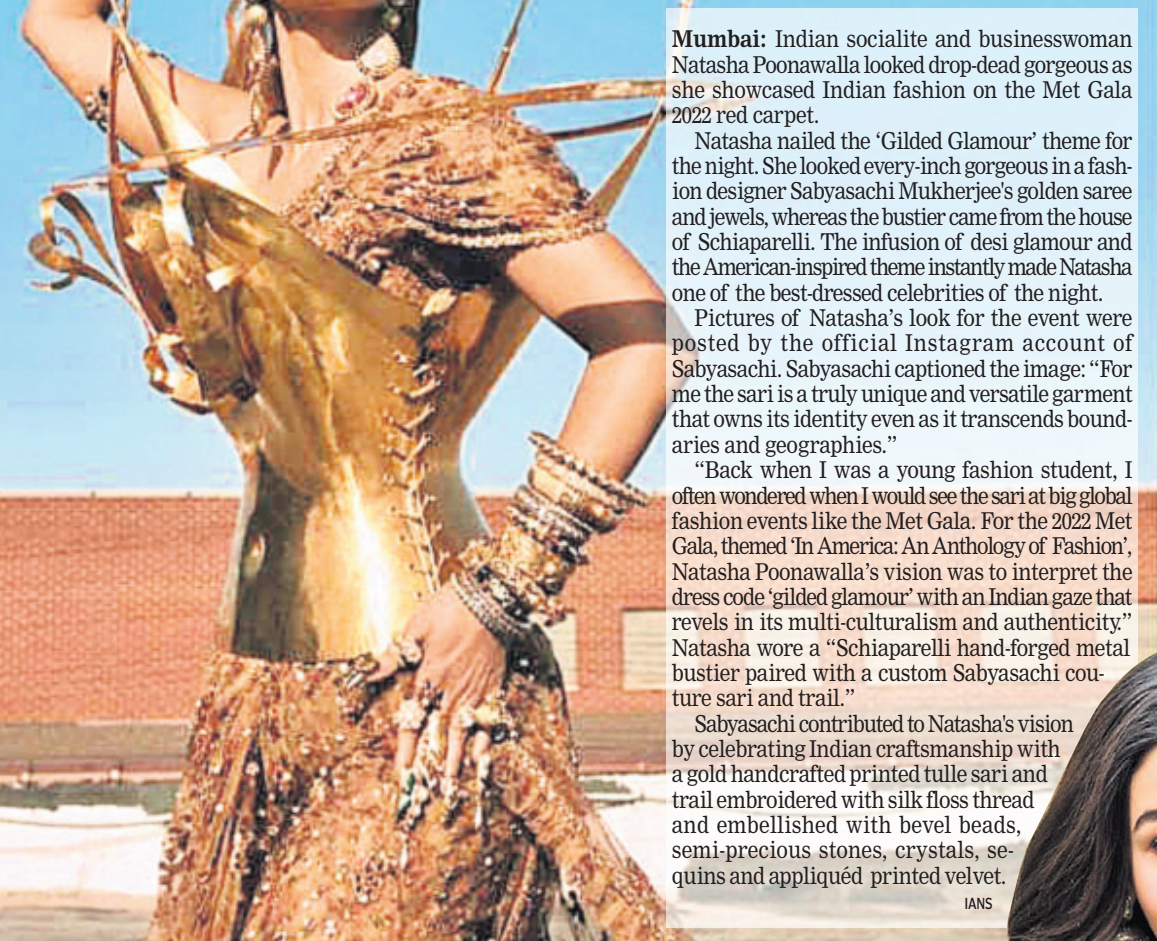 Mumbai: Indian socialite and businesswoman
Natasha Poonawalla looked drop-dead gorgeous as
she showcased Indian fashion on the Met Gala
2022 red carpet.
Natasha nailed the ‘Gilded Glamour’ theme for
the night. She looked every-inch gorgeous in a fash-
ion designer Sabyasachi Mukherjee's golden saree
and jewels, whereas the bustier came from the house
of Schiaparelli. The infusion of desi glamour and
the American-inspired theme instantly made Natasha
one of the best-dressed celebrities of the night.
Pictures of Natasha’s look for the event were
posted by the official Instagram account of
Sabyasachi. Sabyasachi captioned the image: “For
me the sari is a truly unique and versatile garment
that owns its identity even as it transcends bound-
aries and geographies.”
“Back when I was a young fashion student, I
often wondered when I would see the sari at big global
fashion events like the Met Gala. For the 2022 Met
Gala, themed ‘In America: An Anthology of Fashion’,
Natasha Poonawalla’s vision was to interpret the
dress code ‘gilded glamour’ with an Indian gaze that
revels in its multi-culturalism and authenticity.”
Natasha wore a “Schiaparelli hand-forged metal
bustier paired with a custom Sabyasachi cou-
ture sari and trail.”
Sabyasachi contributed to Natasha's vision
by celebrating Indian craftsmanship with
a gold handcrafted printed tulle sari and
trail embroidered with silk floss thread
and embellished with bevel beads,
semi-precious stones, crystals, se-
quins and appliquéd printed velvet.
IANS